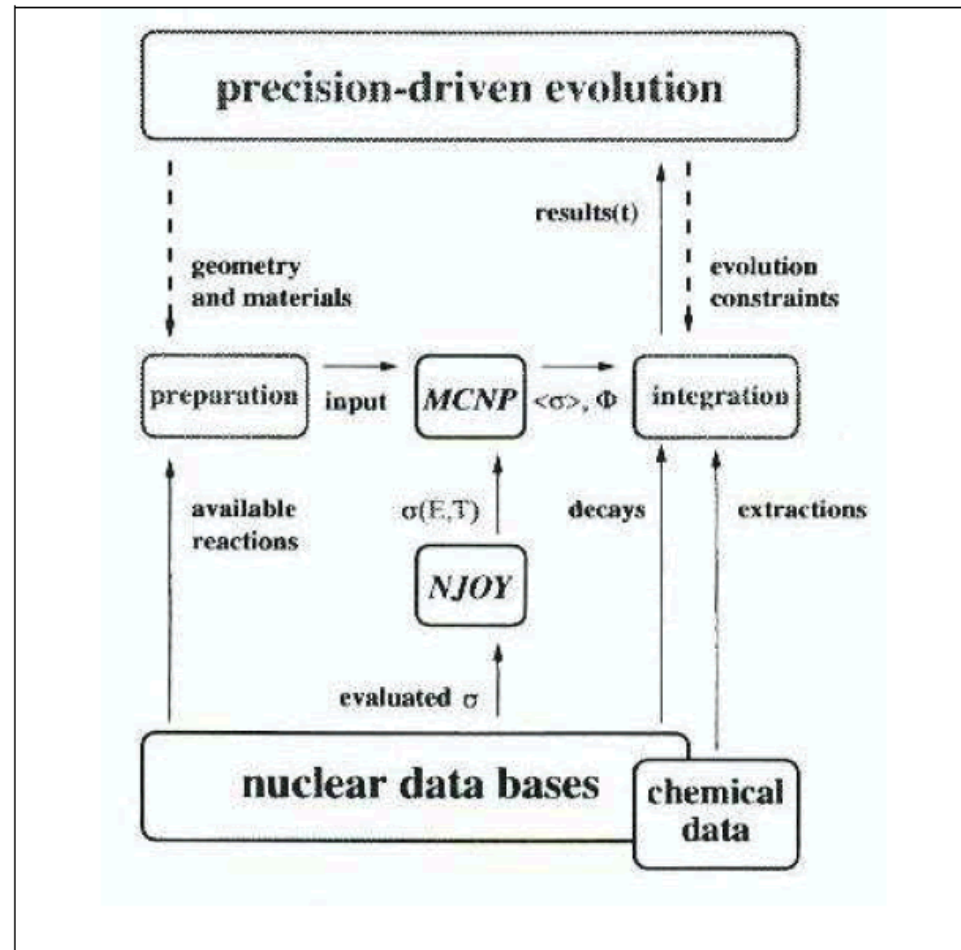 precision-driven evolution
results(t)
geometry
and materials
evolution
constraints
preparation
input
MCNP
<σ>, Φ
integration
available
reactions
σ(E,T)
decays
extractions
NJOY
evaluated σ
nuclear data bases
chemical
data